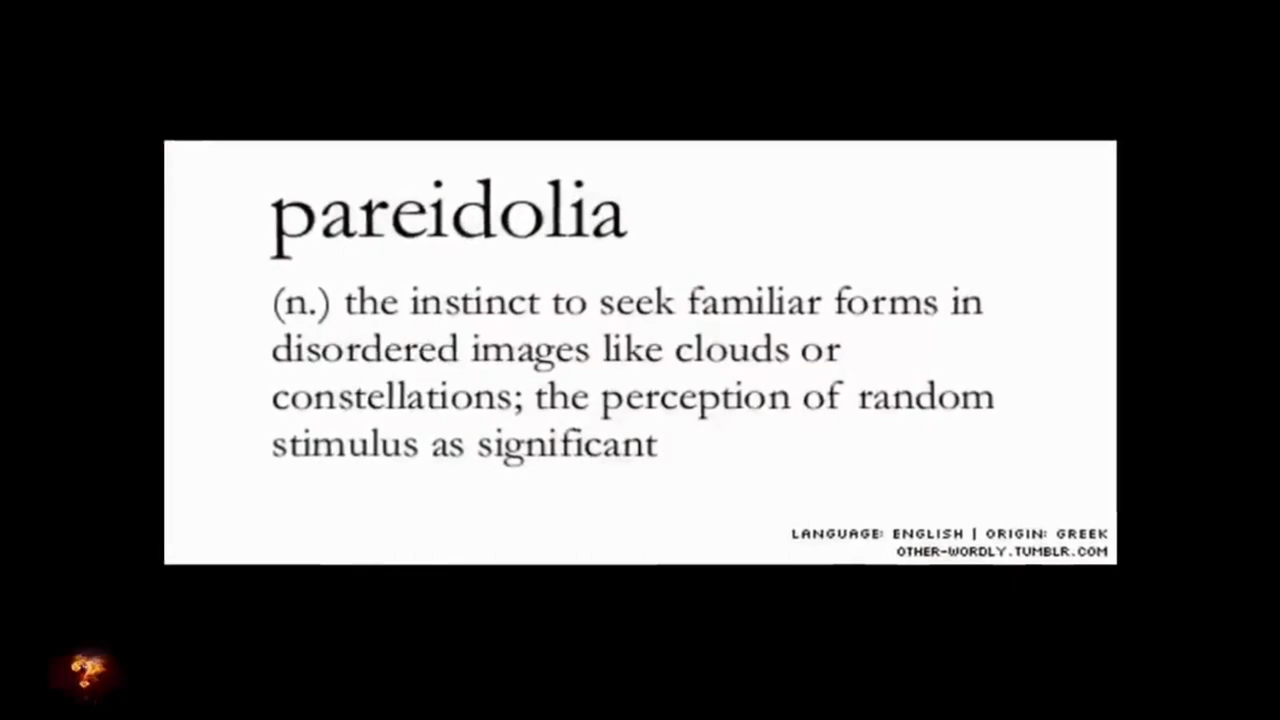 pareidolia
(n.) the instinct to seek familiar forms in
disordered images like clouds or
constellations; the perception of random
stimulus as significant
LANGUAGE: ENGLISH | ORIGIN: GREEK
OTHER-WORDLY.TUMBLR.COM
?